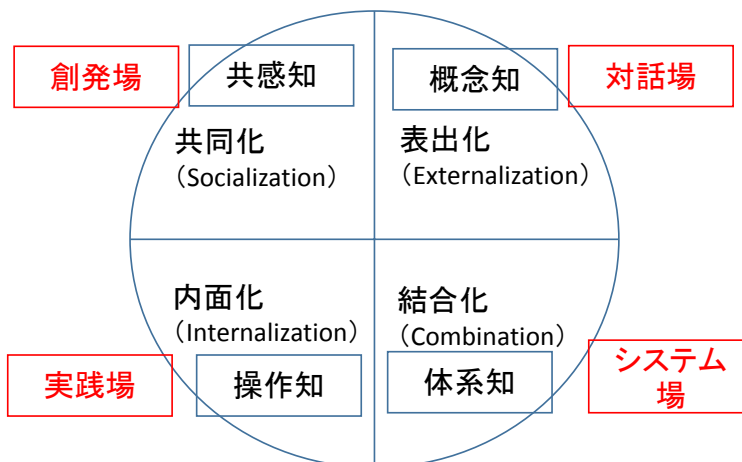 創発場
共感知
概念知
対話場
共同化
（Socialization）
表出化
（Externalization）
内面化
（Internalization）
結合化
（Combination）
実践場
操作知
体系知
システム
場